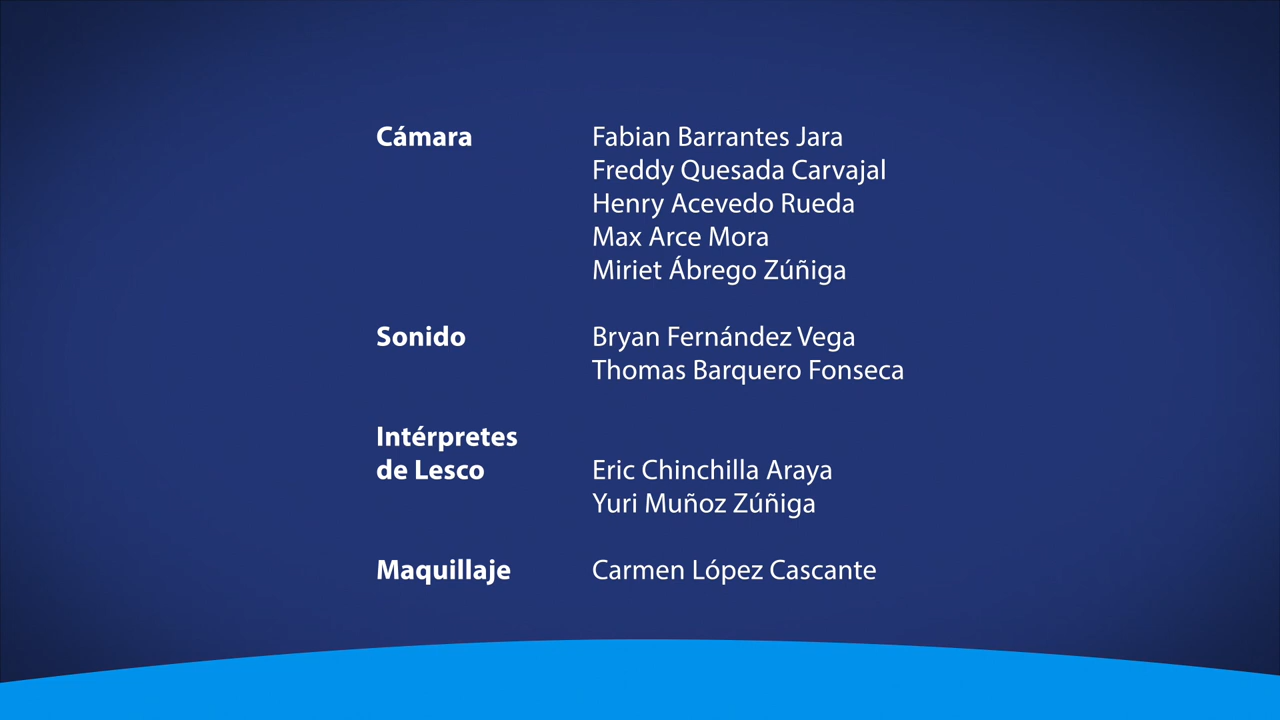 Cámara Fabian Barrantes Jara
Freddy Quesada Carvajal
Henry Acevedo Rueda
Max Arce Mora
Miriet Ábrego Zúñiga
Sonido Bryan Fernández Vega
Thomas Barquero Fonseca
Intérpretes
de Lesco Eric Chinchilla Araya
Yuri Muñoz Zúñiga
Maquillaje Carmen López Cascante